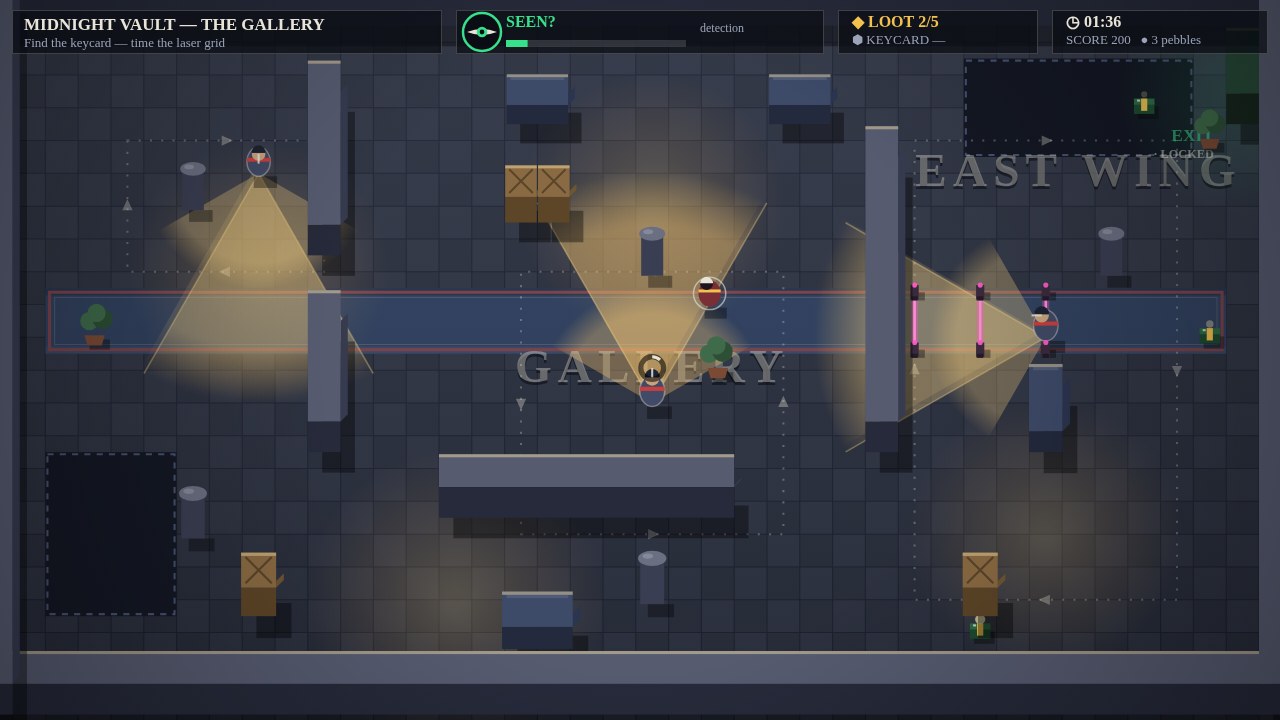 MIDNIGHT VAULT — THE GALLERY
Find the keycard — time the laser grid
SEEN?
detection
◆ LOOT 2/5
⬢ KEYCARD —
◷ 01:36
SCORE 200 ● 3 pebbles
EXIT
LOCKED
EAST WING
GALLERY